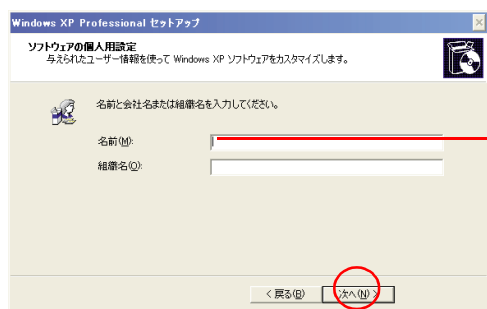 Windows XP Professional セットアップ
ソフトウェアの個人用設定
与えられたユーザー情報を使って Windows XP ソフトウェアをカスタマイズします。
名前と会社名または組織名を入力してください。
名前(M):
組織名(O):
< 戻る(B)
次へ(N) >